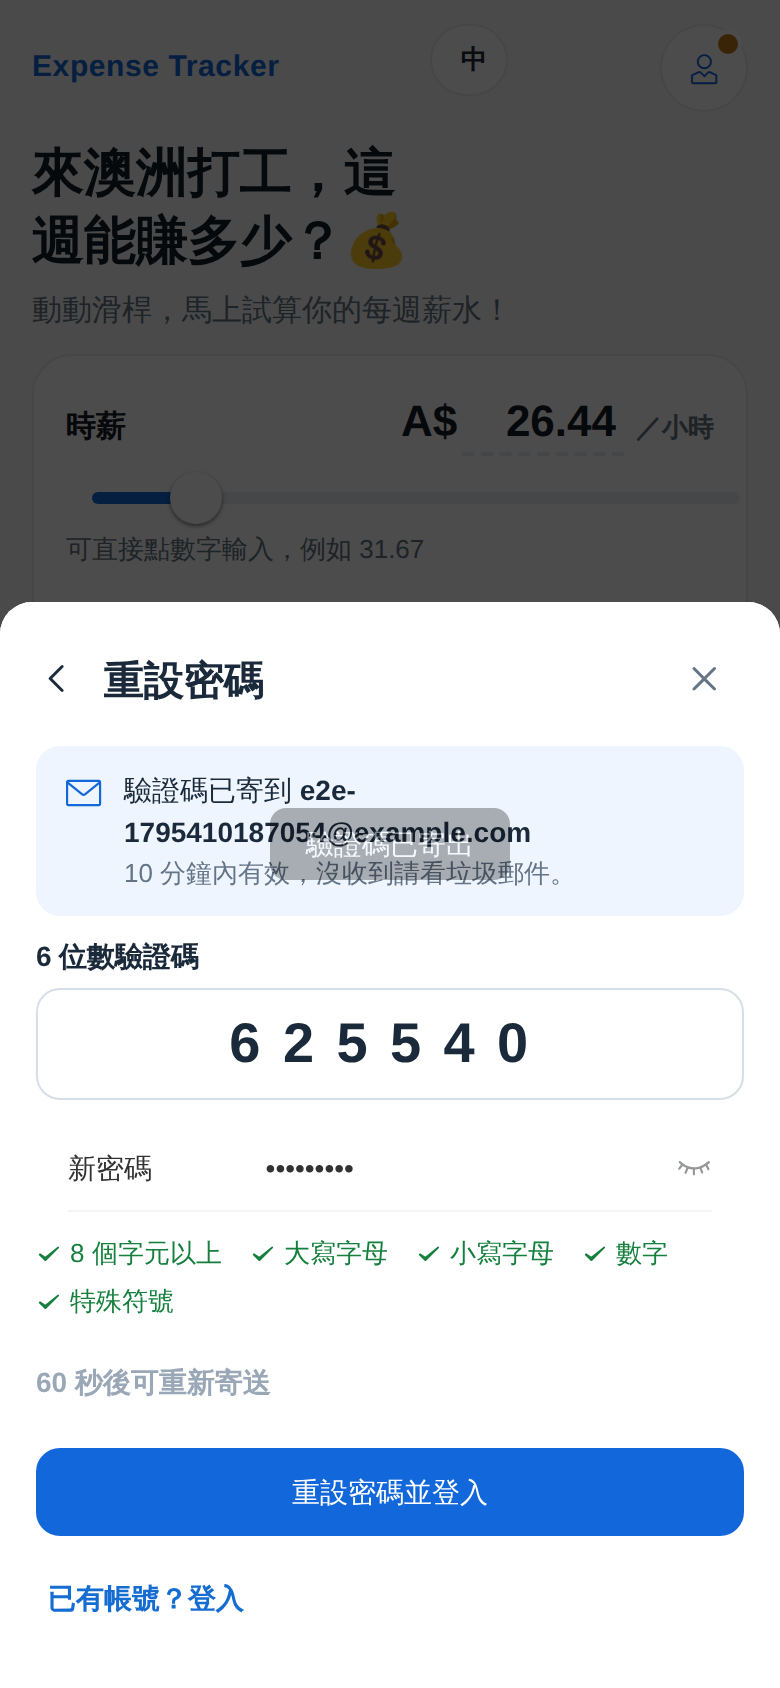 Expense Tracker
中
來澳洲打工，這
週能賺多少？💰
動動滑桿，馬上試算你的每週薪水！
時薪 A$ 26.44 ／小時
可直接點數字輸入，例如 31.67
重設密碼
驗證碼已寄到 e2e-
1795410187054@example.com
驗證碼已寄出
10 分鐘內有效，沒收到請看垃圾郵件。
6 位數驗證碼
625540
新密碼 •••••••••
8 個字元以上 大寫字母 小寫字母 數字
特殊符號
60 秒後可重新寄送
重設密碼並登入
已有帳號？登入